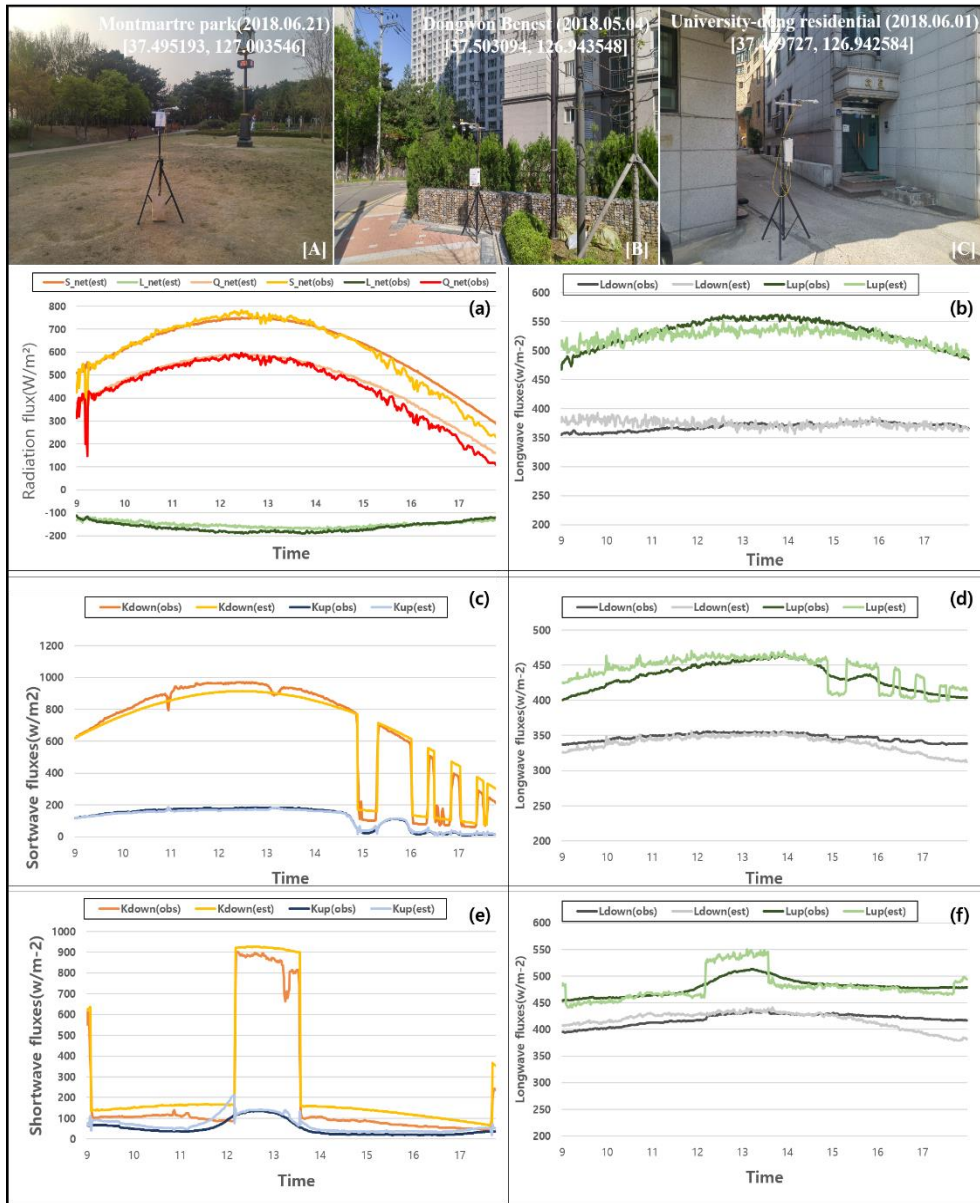 Montmartre park(2018.06.21)
[37.495193, 127.003546]
[A]
Dongwon Benest (2018.05.04)
[37.503094, 126.943548]
[B]
University-dong residential (2018.06.01)
126.942584]
[C]
S_net(est) L_net(est) Q_net(est) S_net(obs) L_net(obs) Q_net(obs)
(a)
Radiation flux(W/m²)
800
700
600
500
400
300
200
100
0
-100
-200
9 10 11 12 13 14 15 16 17
Time
Ldown(obs) Ldown(est) Lup(obs) Lup(est)
(b)
Longwave fluxes(w/m-2)
600
550
500
450
400
350
300
250
200
9 10 11 12 13 14 15 16 17
Time
Kdown(obs) Kdown(est) Kup(obs) Kup(est)
(c)
Sortwave fluxes(w/m2)
1200
1000
800
600
400
200
0
9 10 11 12 13 14 15 16 17
Time
Ldown(obs) Ldown(est) Lup(obs) Lup(est)
(d)
Longwave fluxes(w/m-2)
500
450
400
350
300
250
200
9 10 11 12 13 14 15 16 17
Time
Kdown(obs) Kdown(est) Kup(obs) Kup(est)
(e)
Shortwave fluxes(w/m-2)
1000
900
800
700
600
500
400
300
200
100
0
9 10 11 12 13 14 15 16 17
Time
Ldown(obs) Ldown(est) Lup(obs) Lup(est)
(f)
Longwave fluxes(w/m-2)
600
550
500
450
400
350
300
250
200
9 10 11 12 13 14 15 16 17
Time